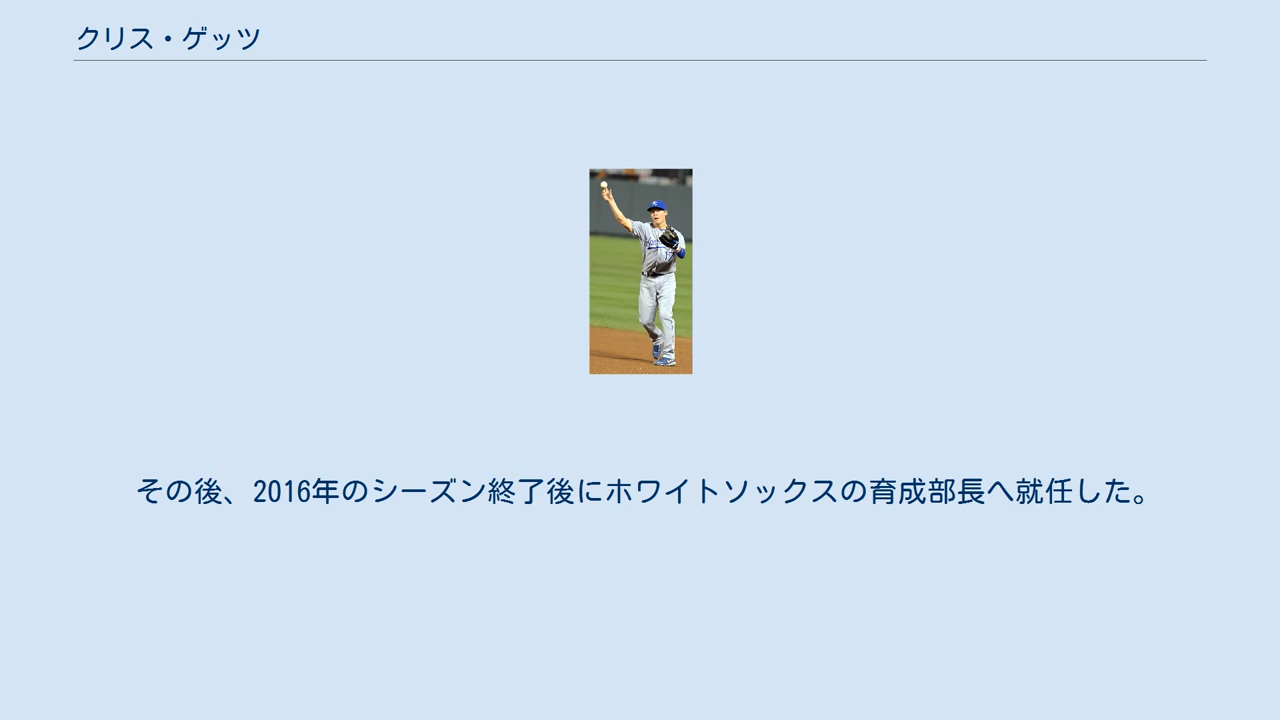 クリス・ゲッツ
その後、2016年のシーズン終了後にホワイトソックスの育成部長へ就任した。